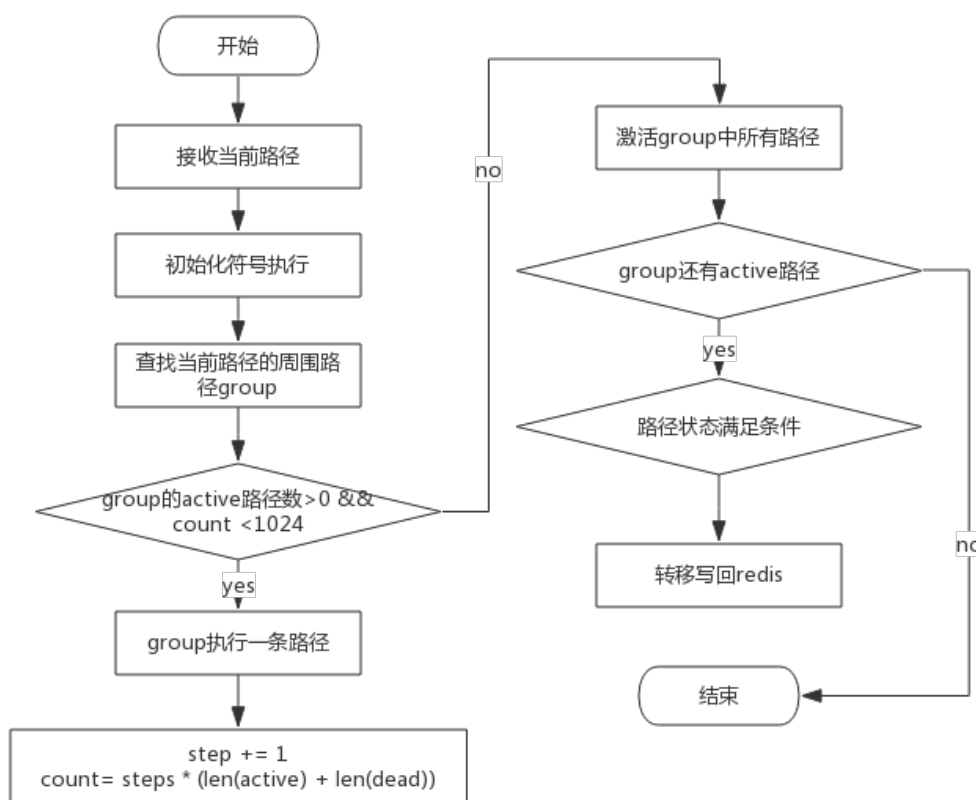 开始
接收当前路径
初始化符号执行
查找当前路径的周围路
径group
group的active路径数>0 &&
count <1024
yes
group执行一条路径
step += 1
count= steps * (len(active) + len(dead))
no
激活group中所有路径
group还有active路径
yes
路径状态满足条件
转移写回redis
no
结束